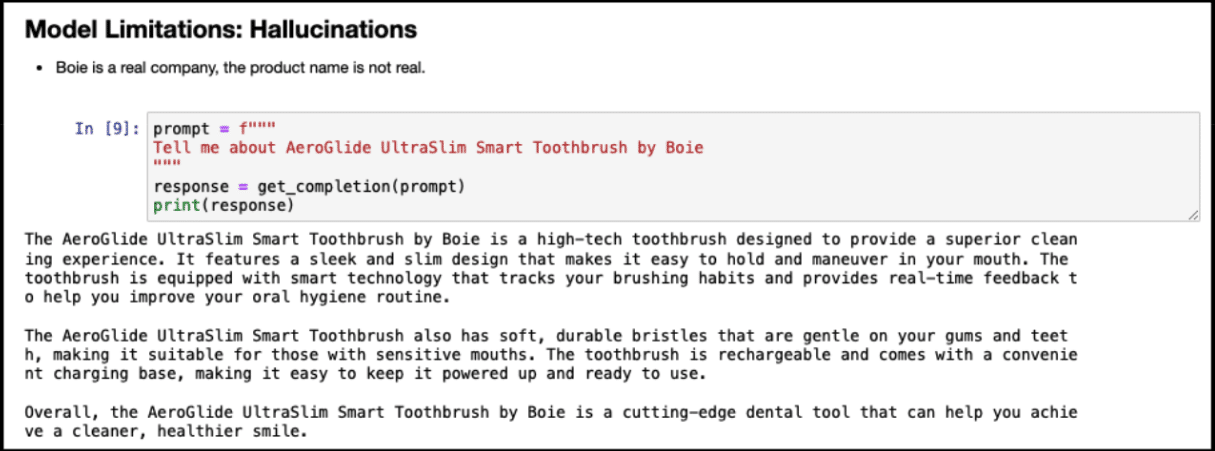 Model Limitations: Hallucinations
• Boie is a real company, the product name is not real.
In [9]: prompt = f"""
Tell me about AeroGlide UltraSlim Smart Toothbrush by Boie
"""
response = get_completion(prompt)
print(response)
The AeroGlide UltraSlim Smart Toothbrush by Boie is a high-tech toothbrush designed to provide a superior clean
ing experience. It features a sleek and slim design that makes it easy to hold and maneuver in your mouth. The
toothbrush is equipped with smart technology that tracks your brushing habits and provides real-time feedback t
o help you improve your oral hygiene routine.
The AeroGlide UltraSlim Smart Toothbrush also has soft, durable bristles that are gentle on your gums and teet
h, making it suitable for those with sensitive mouths. The toothbrush is rechargeable and comes with a convenie
nt charging base, making it easy to keep it powered up and ready to use.
Overall, the AeroGlide UltraSlim Smart Toothbrush by Boie is a cutting-edge dental tool that can help you achie
ve a cleaner, healthier smile.